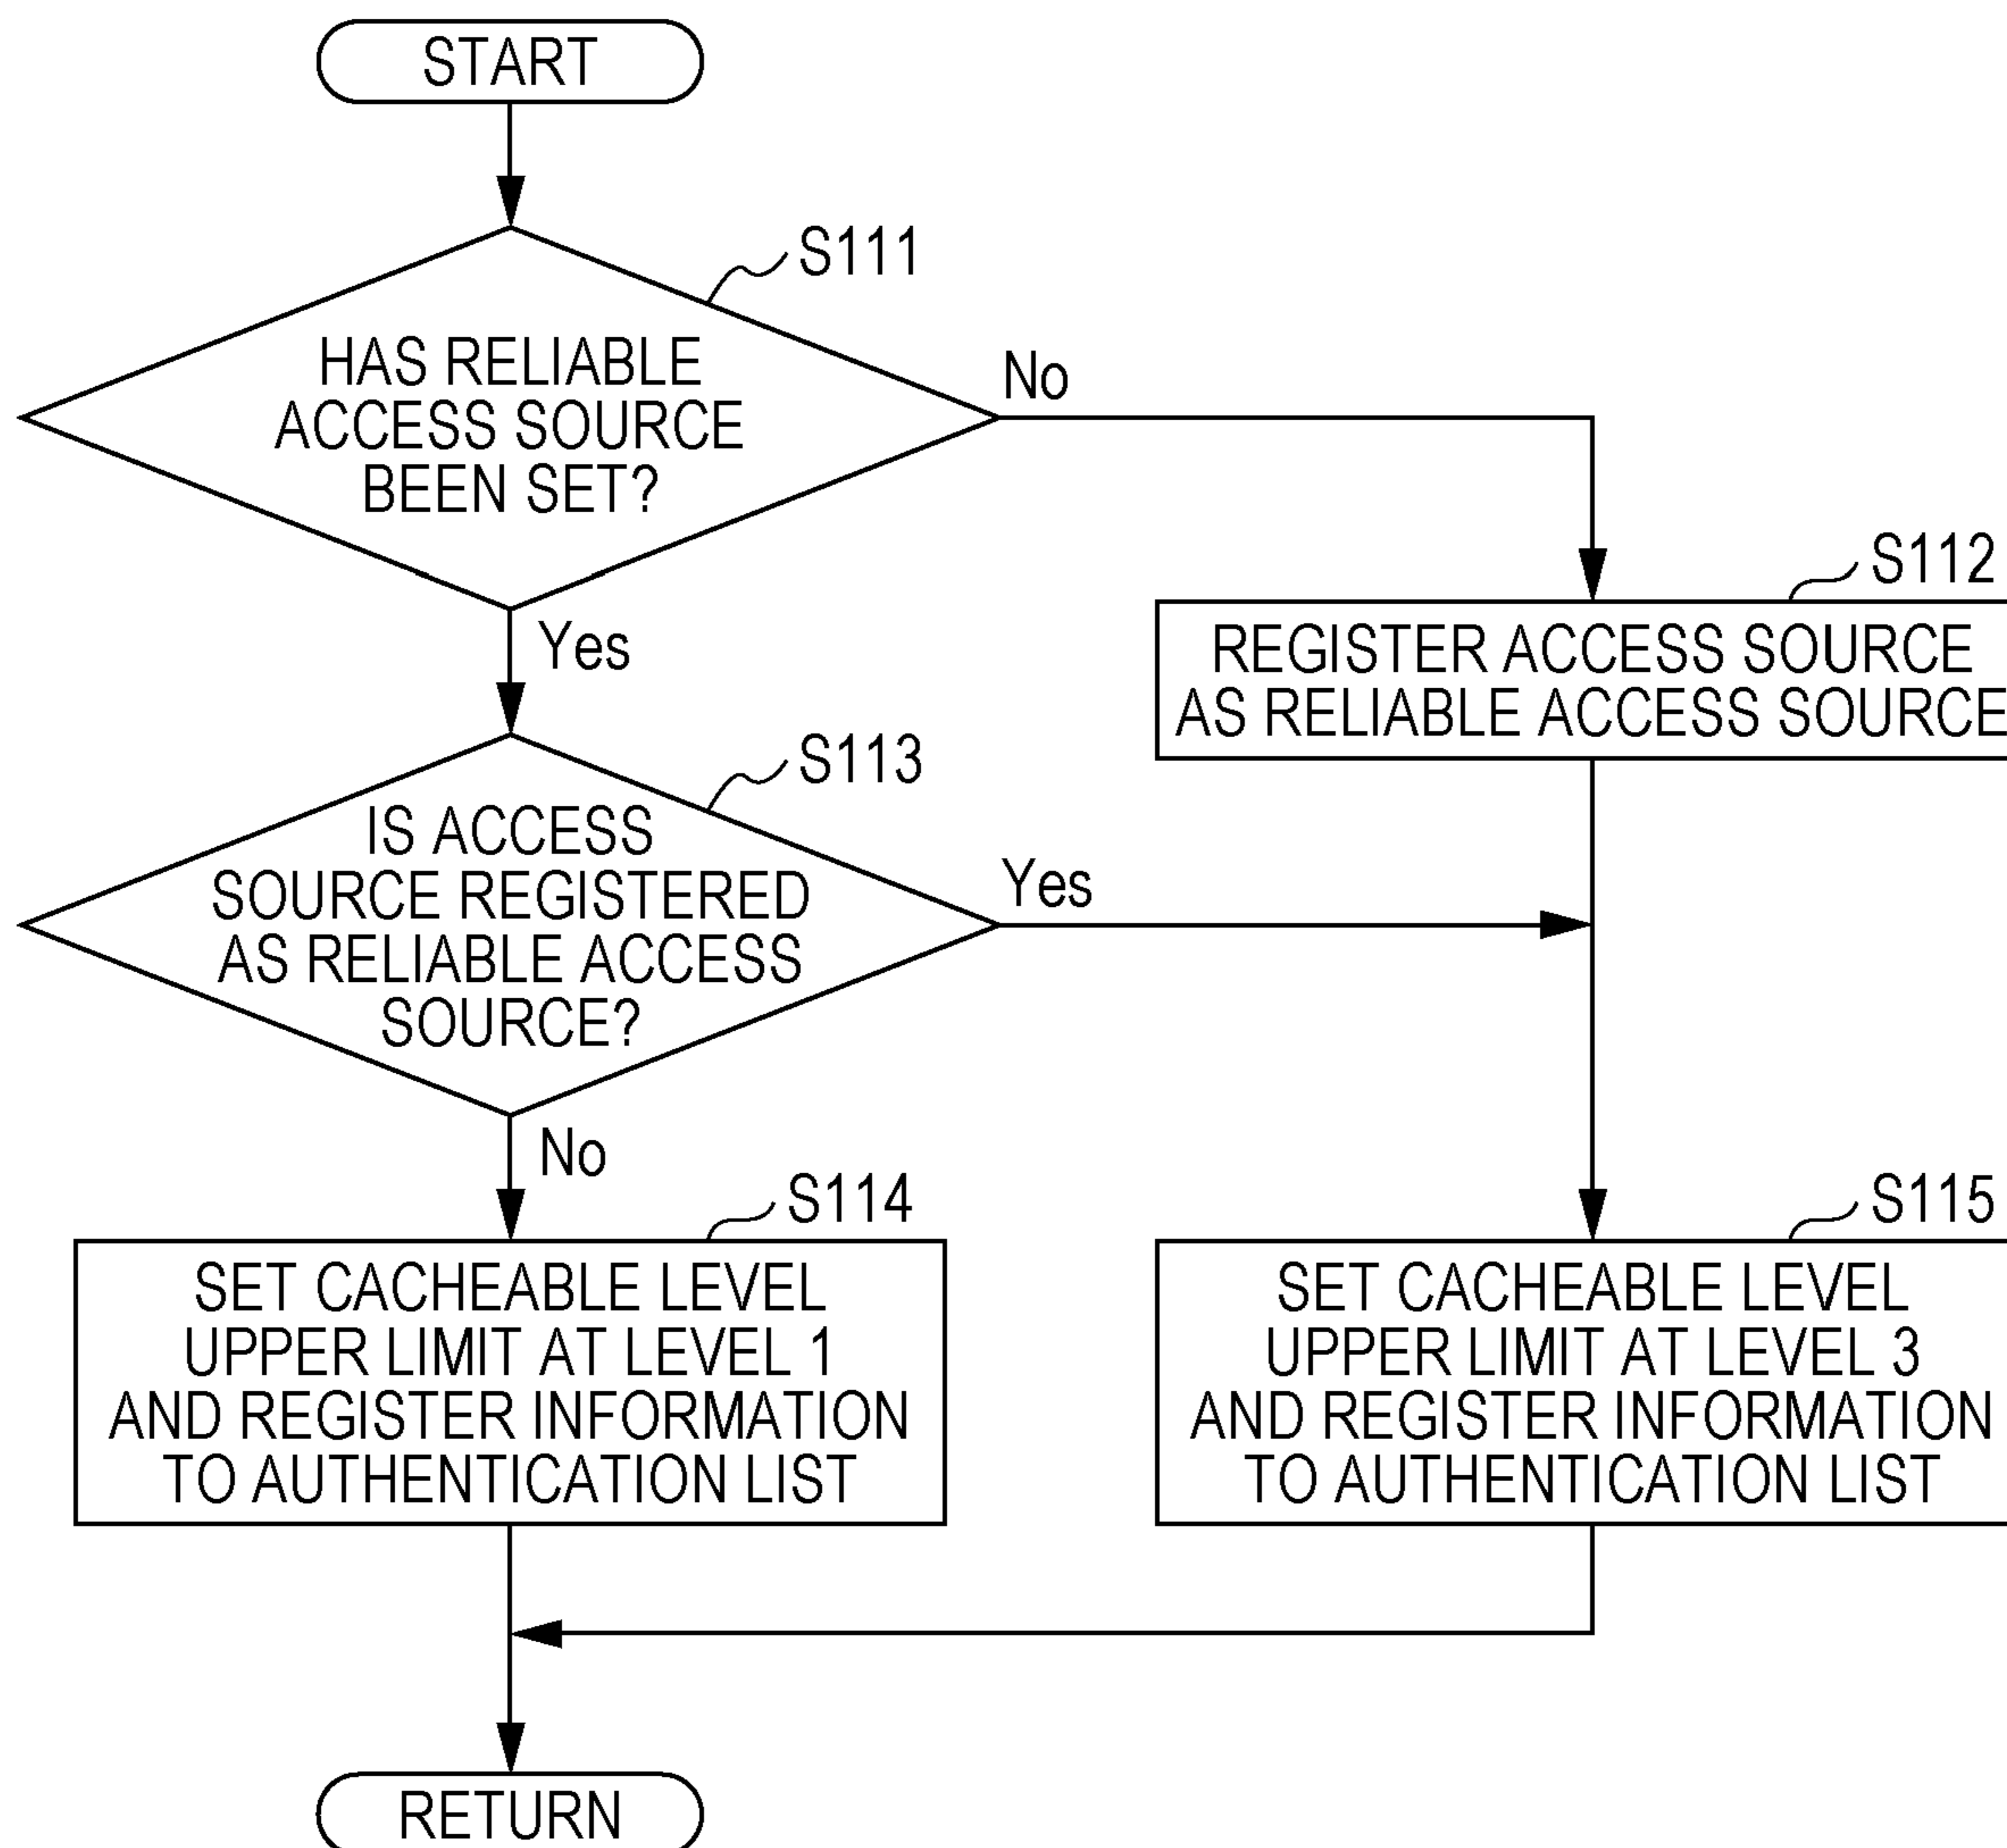 START
S111
HAS RELIABLE
ACCESS SOURCE
BEEN SET?
No
Yes
S112
REGISTER ACCESS SOURCE
AS RELIABLE ACCESS SOURCE
S113
IS ACCESS
SOURCE REGISTERED
AS RELIABLE ACCESS
SOURCE?
Yes
No
S114
SET CACHEABLE LEVEL
UPPER LIMIT AT LEVEL 1
AND REGISTER INFORMATION
TO AUTHENTICATION LIST
S115
SET CACHEABLE LEVEL
UPPER LIMIT AT LEVEL 3
AND REGISTER INFORMATION
TO AUTHENTICATION LIST
RETURN